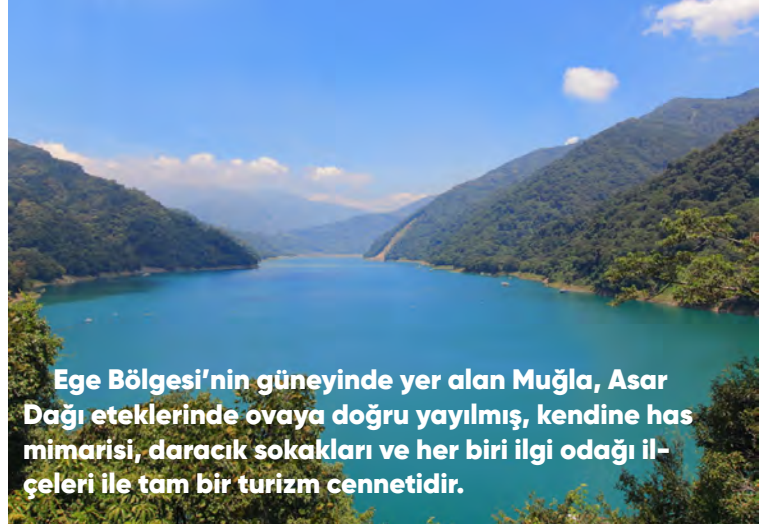 Ege Bölgesi’nin güneyinde yer alan Muğla, Asar
Dağı eteklerinde ovaya doğru yayılmış, kendine has
mimarisi, daracık sokakları ve her biri ilgi odağı il-
çeleri ile tam bir turizm cennetidir.